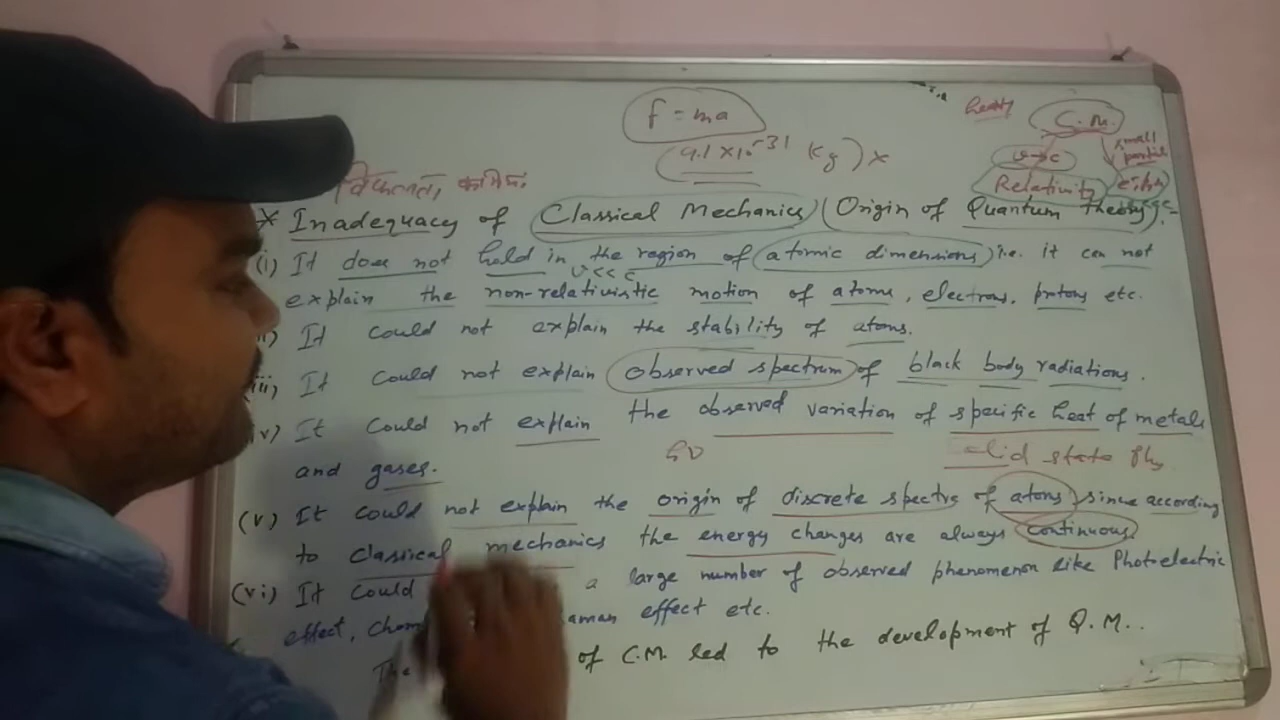 f = ma
heavy C.M.
9.1 × 10⁻³¹ kg) ×
small
v→c
Relativity
* Inadequacy of Classical Mechanics (Origin of Quantum Theory) :-
(i) It does not hold in the region of atomic dimensions i.e. it can not
v<<c
explain the non-relativistic motion of atoms, electrons, protons etc.
It could not explain the stability of atoms.
(iii) It could not explain observed spectrum of black body radiations.
It could not explain the observed variation of specific heat of metals
and gases.
hν state Phy
(v) It could not explain the origin of discrete spectra of atoms, since according
to classical mechanics the energy changes are always continuous
(vi) It could a large number of observed phenomenon like Photoelectric
effect, effect etc.
The of C.M. led to the development of Q.M..